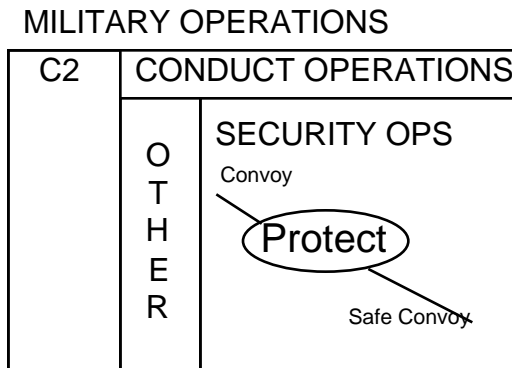 MILITARY OPERATIONS
C2
CONDUCT OPERATIONS
O
T
H
E
R
SECURITY OPS
Convoy
Protect
Safe Convoy